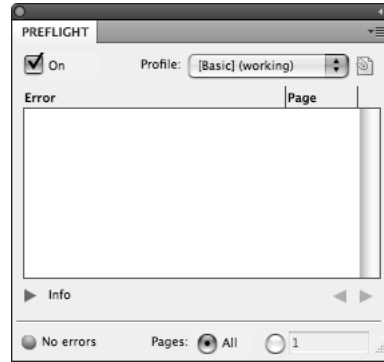 PREFLIGHT
On Profile: [Basic] (working)
Error Page
Info
No errors Pages: All 1